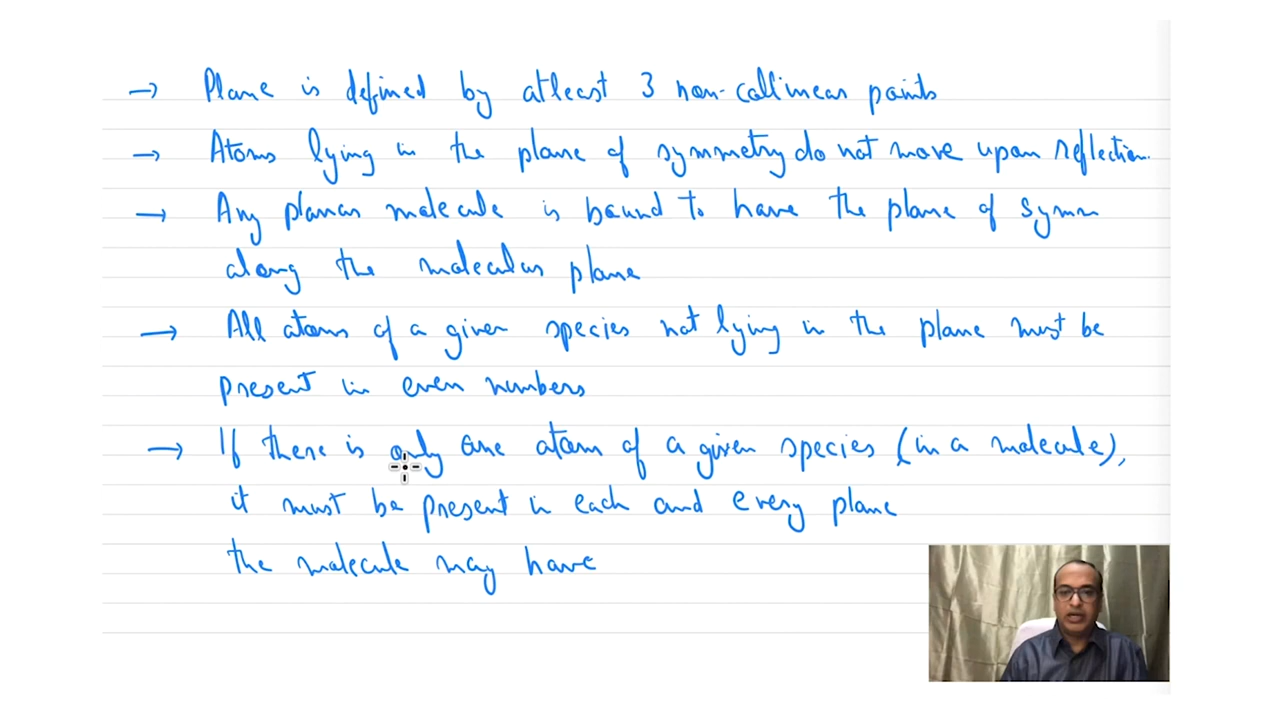 → Plane is defined by atleast 3 non-collinear points
→ Atoms lying in the plane of symmetry do not move upon reflection.
→ Any planar molecule is bound to have the plane of symm
along the molecular plane
→ All atoms of a given species not lying in the plane must be
present in even numbers
→ If there is only one atom of a given species (in a molecule),
it must be present in each and every plane
the molecule may have